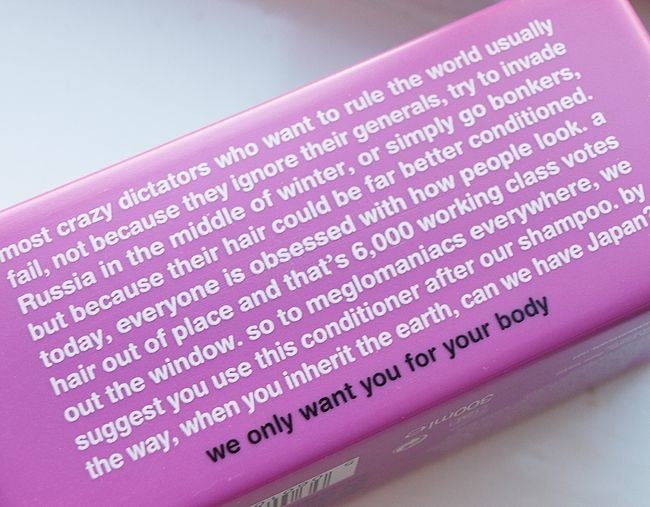 most crazy dictators who want to rule the world usually
fail, not because they ignore their generals, try to invade
Russia in the middle of winter, or simply go bonkers,
but because their hair could be far better conditioned.
today, everyone is obsessed with how people look. a
hair out of place and that's 6,000 working class votes
out the window. so to meglomaniacs everywhere, we
suggest you use this conditioner after our shampoo. by
the way, when you inherit the earth, can we have Japan?
we only want you for your body
300ml e